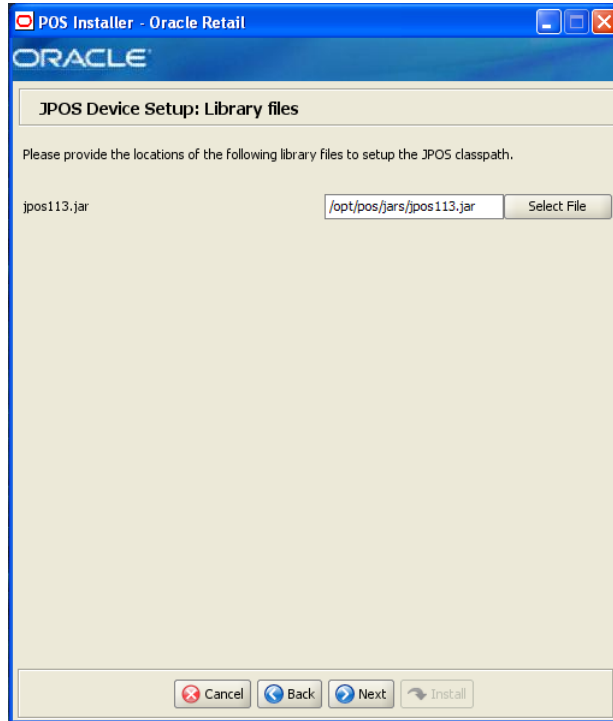 POS Installer - Oracle Retail
ORACLE
JPOS Device Setup: Library files
Please provide the locations of the following library files to setup the JPOS classpath.
jpos113.jar /opt/pos/jars/jpos113.jar Select File
Cancel Back Next Install